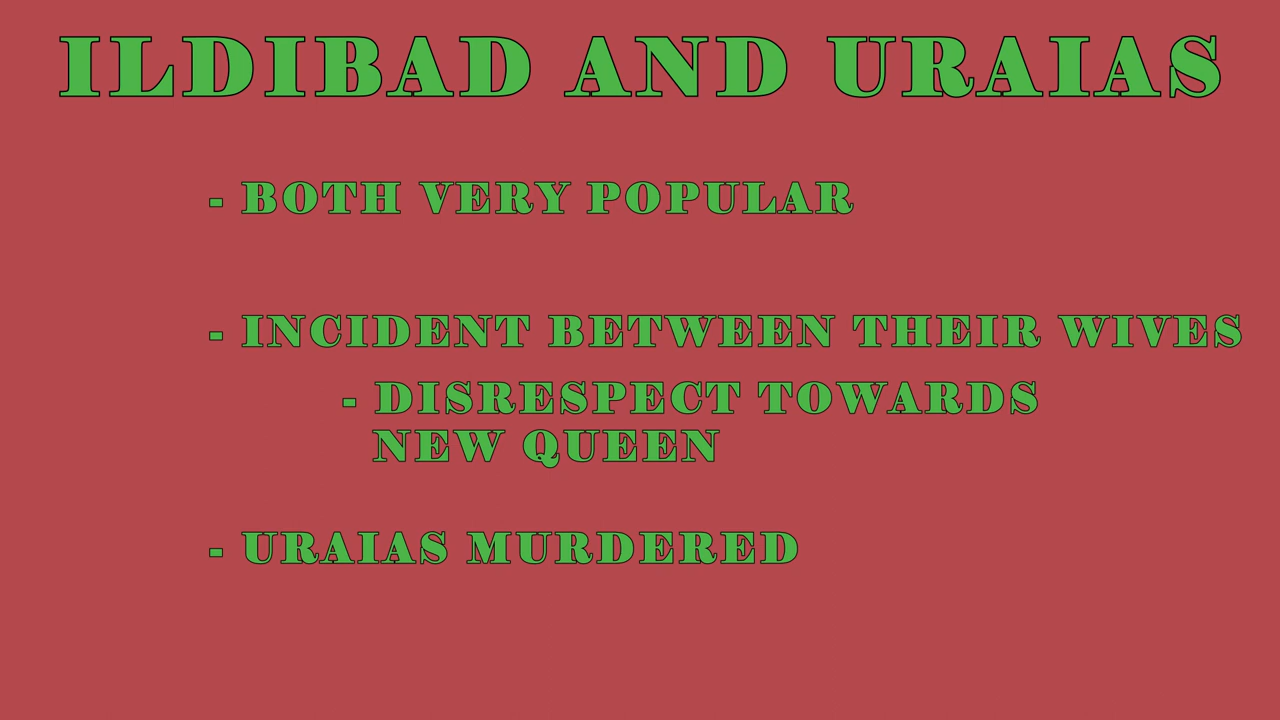 ILDIBAD AND URAIAS
- BOTH VERY POPULAR
- INCIDENT BETWEEN THEIR WIVES
- DISRESPECT TOWARDS
NEW QUEEN
- URAIAS MURDERED